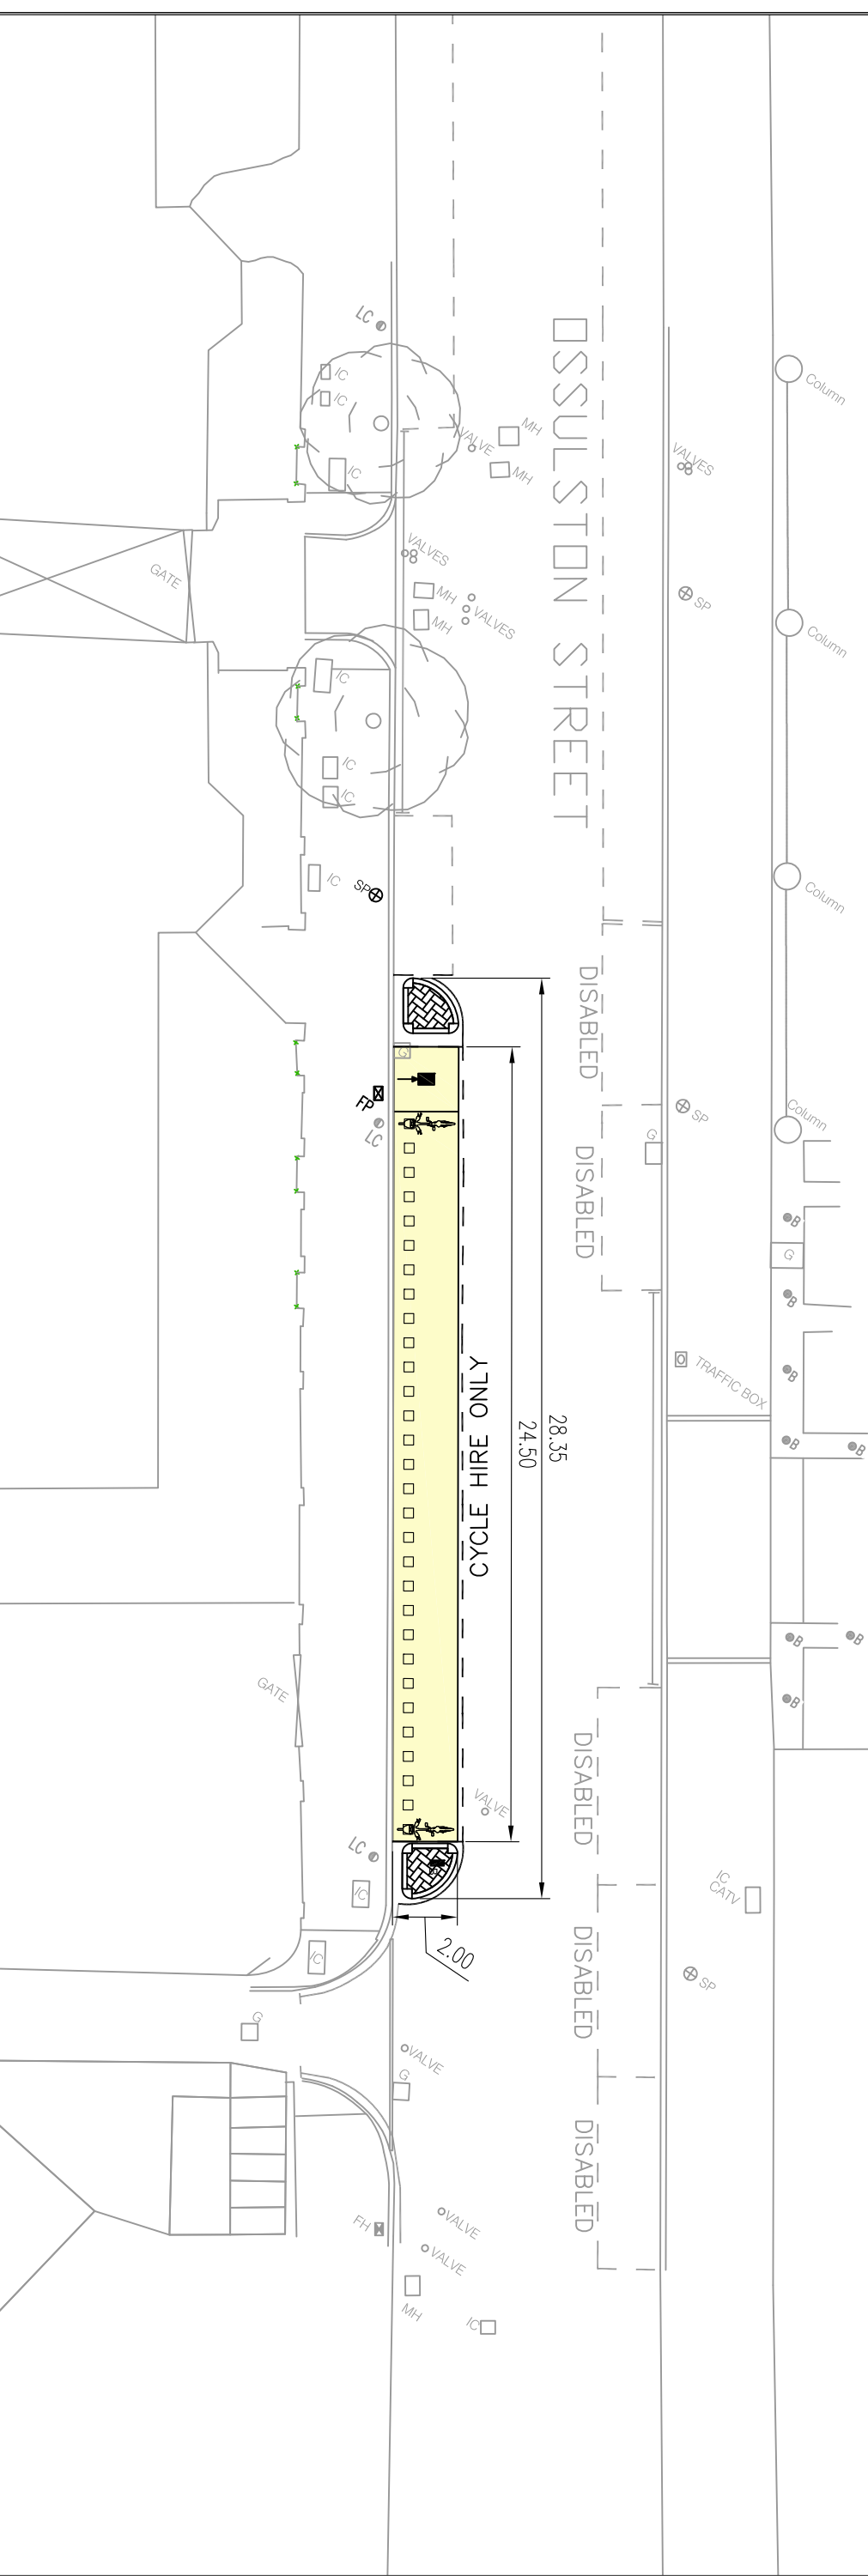 LC
IC
IC
Column
MH
VALVE
MH
VALVES
IC
OSSULSTON STREET
VALVES
GATE
MH
SP
VALVES
MH
Column
IC
IC
IC
IC
SP
Column
DISABLED
G
FP
SP
Column
LC
G
DISABLED
B
G
B
TRAFFIC BOX
B
28.35
24.50
CYCLE HIRE ONLY
B
B
B
B
GATE
B
DISABLED
VALVE
LC
IC
IC
CATV
DISABLED
2.00
IC
SP
G
VALVE
G
DISABLED
FH
VALVE
VALVE
MH
IC